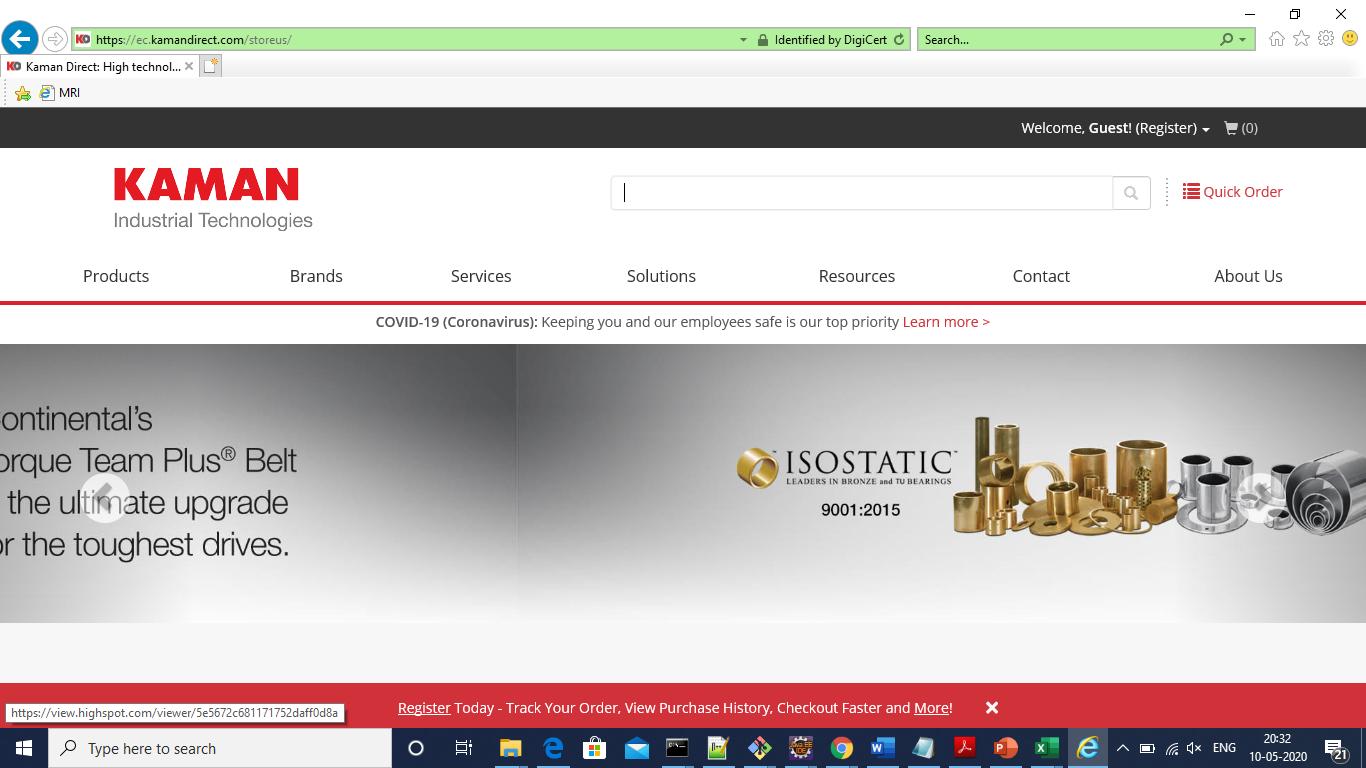 https://ec.kamandirect.com/storeus/
Identified by DigiCert
Search...
KD Kaman Direct: High technol...
MRI
Welcome, Guest! (Register)
(0)
KAMAN
Industrial Technologies
Quick Order
Products Brands Services Solutions Resources Contact About Us
COVID-19 (Coronavirus): Keeping you and our employees safe is our top priority Learn more >
ontinental's
orque Team Plus® Belt
the ultimate upgrade
r the toughest drives.
ISOSTATIC™
LEADERS IN BRONZE and TU BEARINGS
9001:2015
https://view.highspot.com/viewer/5e5672c681171752daff0d8a
Register Today - Track Your Order, View Purchase History, Checkout Faster and More!
Type here to search
ENG
20:32
10-05-2020
21